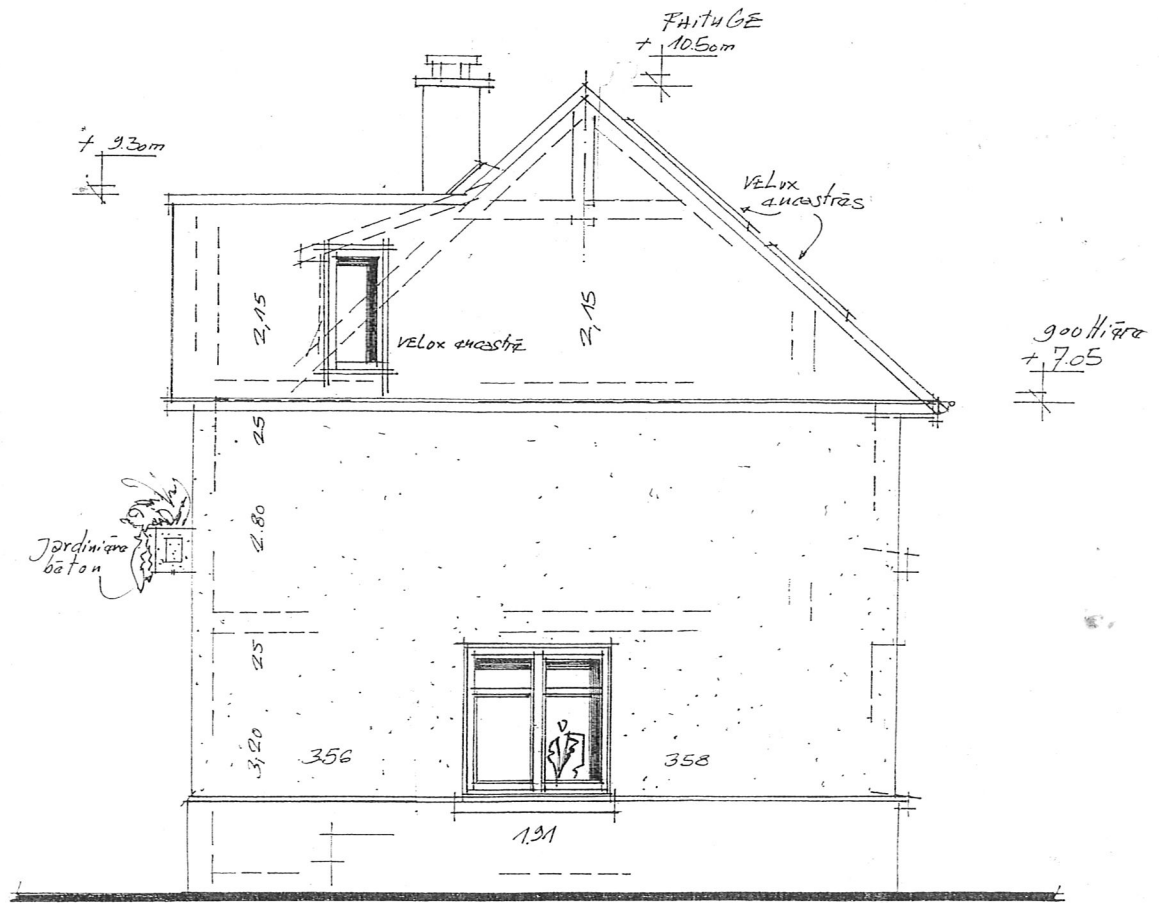 FAITAGE
+ 10.50m
+ 9.30m
VELUX
encastrés
gouttière
+ 7.05
2,15
2,15
VELUX encastré
25
2.80
Jardinière
béton
25
3,20
356
358
1.91